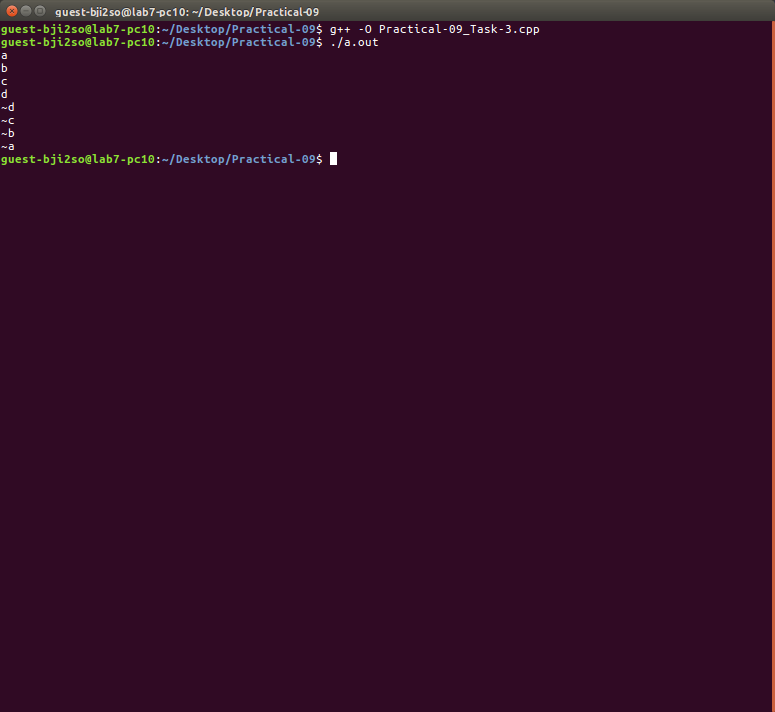 guest-bji2so@lab7-pc10: ~/Desktop/Practical-09
guest-bji2so@lab7-pc10:~/Desktop/Practical-09$ g++ -O Practical-09_Task-3.cpp
guest-bji2so@lab7-pc10:~/Desktop/Practical-09$ ./a.out
a
b
c
d
~d
~c
~b
~a
guest-bji2so@lab7-pc10:~/Desktop/Practical-09$